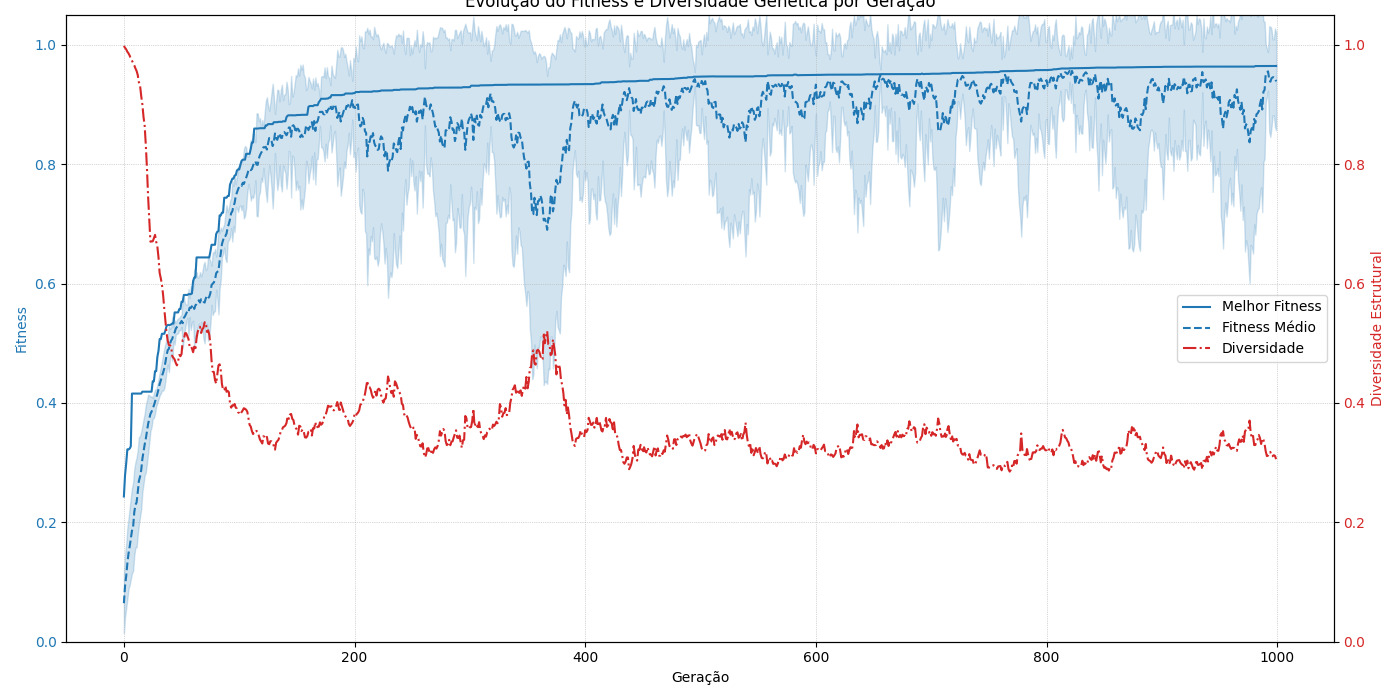 Evolução do Fitness e Diversidade Genética por Geração
1.0
0.8
0.6
0.4
0.2
0.0
Fitness
1.0
0.8
0.6
0.4
0.2
0.0
Diversidade Estrutural
Melhor Fitness
Fitness Médio
Diversidade
0
200
400
600
800
1000
Geração